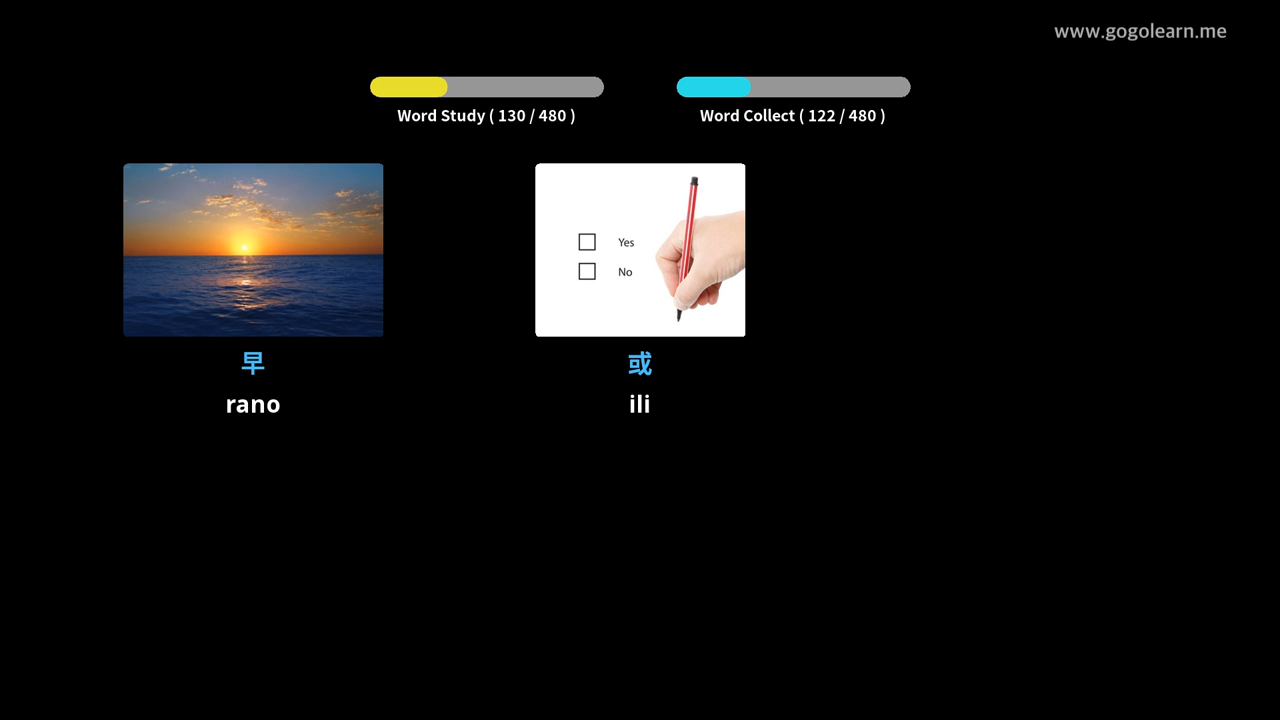 www.gogolearn.me
Word Study ( 130 / 480 )
Word Collect ( 122 / 480 )
Yes
No
早
rano
或
ili